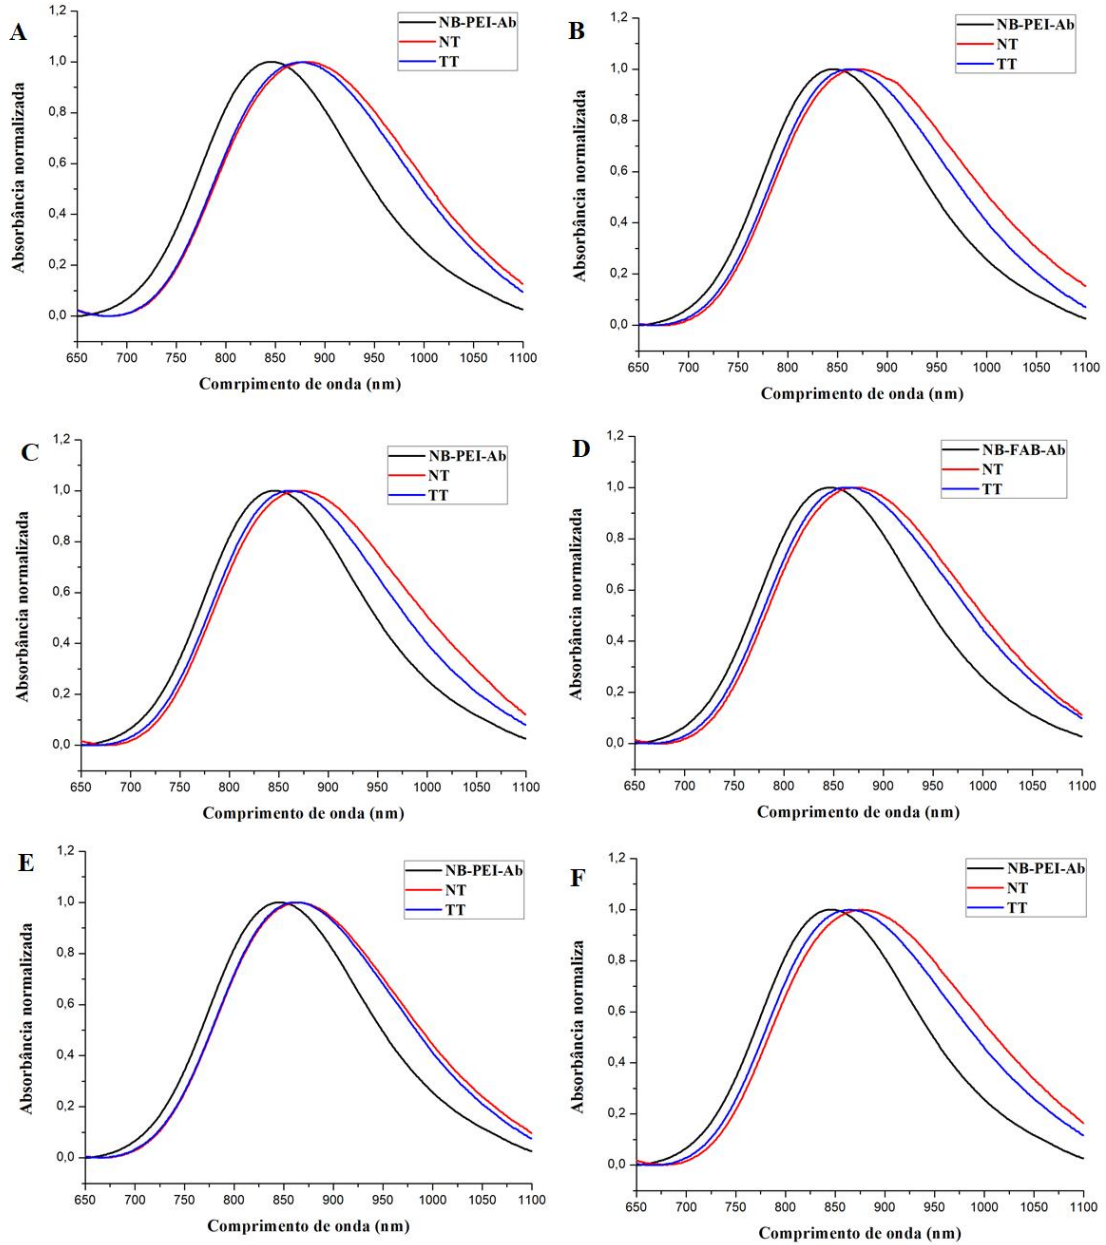 A
Absorbância normalizada
1,2
1,0
0,8
0,6
0,4
0,2
0,0
NB-PEI-Ab
NT
TT
650 700 750 800 850 900 950 1000 1050 1100
Comrpimento de onda (nm)
B
Absorbância normalizada
1,2
1,0
0,8
0,6
0,4
0,2
0,0
NB-PEI-Ab
NT
TT
650 700 750 800 850 900 950 1000 1050 1100
Comprimento de onda (nm)
C
Absorbância normalizada
1,2
1,0
0,8
0,6
0,4
0,2
0,0
NB-PEI-Ab
NT
TT
650 700 750 800 850 900 950 1000 1050 1100
Comprimento de onda (nm)
D
Absorbância normalizada
1,2
1,0
0,8
0,6
0,4
0,2
0,0
NB-FAB-Ab
NT
TT
650 700 750 800 850 900 950 1000 1050 1100
Comprimento de onda (nm)
E
Absorbância normalizada
1,2
1,0
0,8
0,6
0,4
0,2
0,0
NB-PEI-Ab
NT
TT
650 700 750 800 850 900 950 1000 1050 1100
Comprimento de onda (nm)
F
Absorbância normaliza
1,2
1,0
0,8
0,6
0,4
0,2
0,0
NB-PEI-Ab
NT
TT
650 700 750 800 850 900 950 1000 1050 1100
Comprimento de onda (nm)